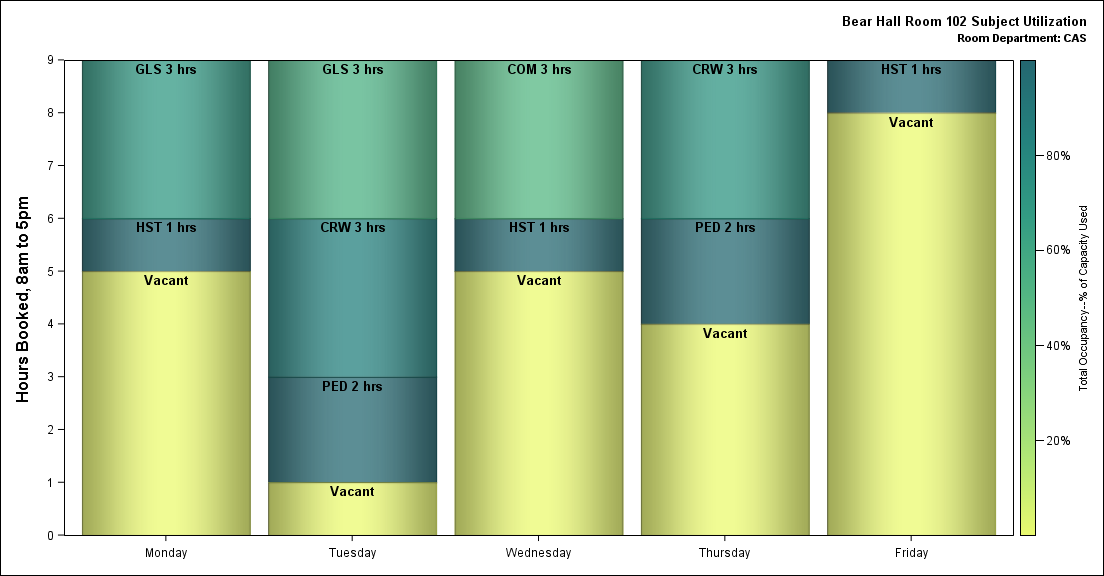 Bear Hall Room 102 Subject Utilization
Room Department: CAS
Hours Booked, 8am to 5pm
9
8
7
6
5
4
3
2
1
0
GLS 3 hrs
HST 1 hrs
Vacant
GLS 3 hrs
CRW 3 hrs
PED 2 hrs
Vacant
COM 3 hrs
HST 1 hrs
Vacant
CRW 3 hrs
PED 2 hrs
Vacant
HST 1 hrs
Vacant
Monday
Tuesday
Wednesday
Thursday
Friday
80%
60%
40%
20%
Total Occupancy--% of Capacity Used